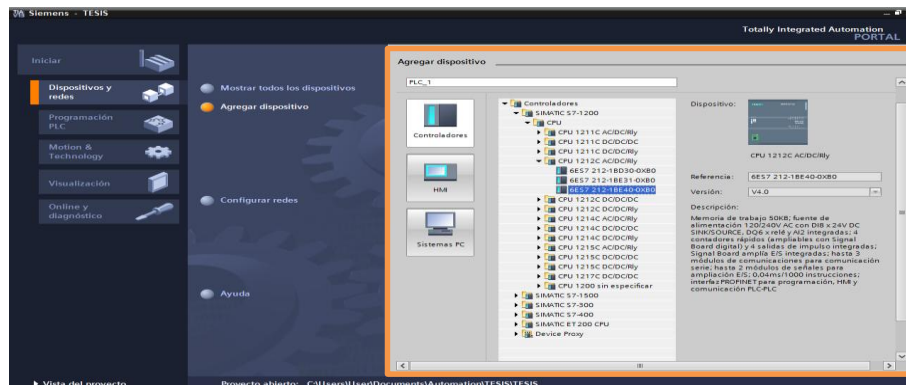 Siemens - TESIS
Totally Integrated Automation
PORTAL
Iniciar
Dispositivos y
redes
Programación
PLC
Motion &
Technology
Visualización
Online y
diagnóstico
Mostrar todos los dispositivos
Agregar dispositivo
Configurar redes
Ayuda
Agregar dispositivo
PLC_1
Controladores
HMI
Sistemas PC
Controladores
SIMATIC S7-1200
CPU
CPU 1211C AC/DC/Rly
CPU 1211C DC/DC/DC
CPU 1211C DC/DC/Rly
CPU 1212C AC/DC/Rly
6ES7 212-1BD30-0XB0
6ES7 212-1BE31-0XB0
6ES7 212-1BE40-0XB0
CPU 1212C DC/DC/DC
CPU 1212C DC/DC/Rly
CPU 1214C AC/DC/Rly
CPU 1214C DC/DC/DC
CPU 1214C DC/DC/Rly
CPU 1215C AC/DC/Rly
CPU 1215C DC/DC/DC
CPU 1215C DC/DC/Rly
CPU 1217C DC/DC/DC
CPU 1200 sin especificar
SIMATIC S7-1500
SIMATIC S7-300
SIMATIC S7-400
SIMATIC ET 200 CPU
Device Proxy
Dispositivo:
CPU 1212C AC/DC/Rly
Referencia: 6ES7 212-1BE40-0XB0
Versión: V4.0
Descripción:
Memoria de trabajo 50KB; fuente de
alimentación 120/240V AC con DI8 x 24V DC
SINK/SOURCE, DQ6 x relé y AI2 integradas; 4
contadores rápidos (ampliables con Signal
Board digital) y 4 salidas de impulso integradas;
Signal Board amplía E/S integradas; hasta 3
módulos de comunicaciones para comunicación
serie; hasta 2 módulos de señales para
ampliación E/S; 0,04ms/1000 instrucciones;
interfaz PROFINET para programación, HMI y
comunicación PLC-PLC
Vista del proyecto
Proyecto abierto: C:\Users\User\Documents\Automation\TESIS\TESIS